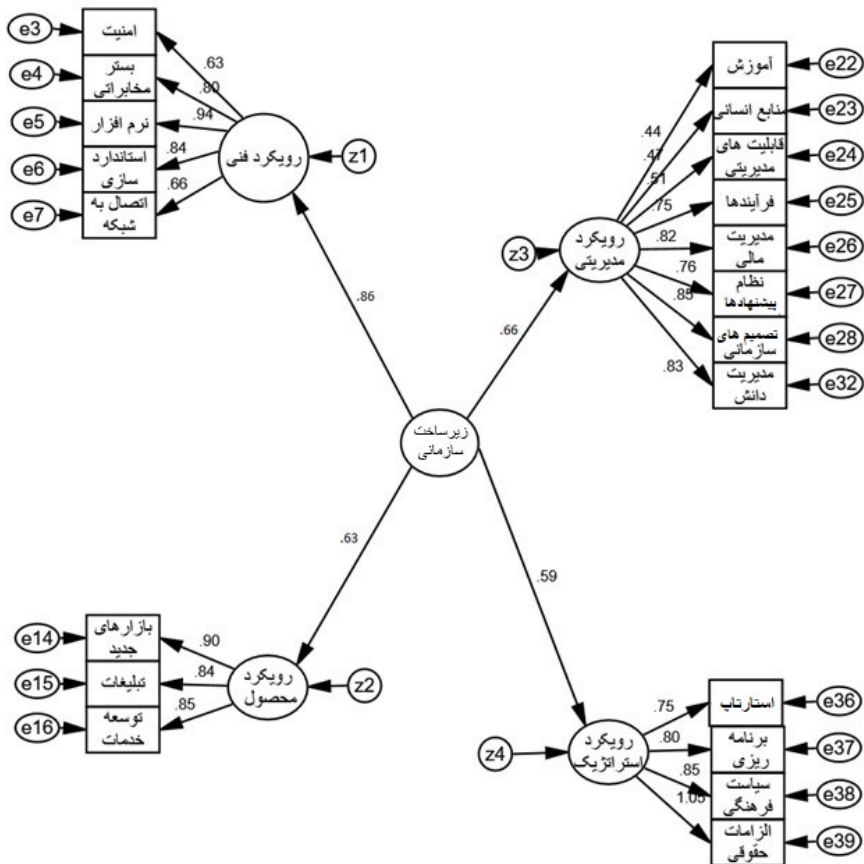 e3
امنیت
.63
e4
بستر
مخابراتی
.80
e5
نرم افزار
.94
e6
استاندارد
سازی
.84
e7
اتصال به
شبکه
.66
رویکرد فنی
z1
.86
آموزش
e22
.44
منابع انسانی
e23
.47
قابلیت های
مدیریتی
e24
.51
فرآیندها
e25
.75
مدیریت
مالی
e26
.82
نظام
پیشنهادها
e27
.76
تصمیم های
سازمانی
e28
.85
مدیریت
دانش
e32
.83
رویکرد
مدیریتی
z3
.66
زیرساخت
سازمانی
.63
.59
e14
بازارهای
جدید
.90
e15
تبلیغات
.84
e16
توسعه
خدمات
.85
رویکرد
محصول
z2
z4
رویکرد
استراتژیک
.75
استارتاپ
e36
.80
برنامه
ریزی
e37
.85
سیاست
فرهنگی
e38
1.05
الزامات
حقوقی
e39